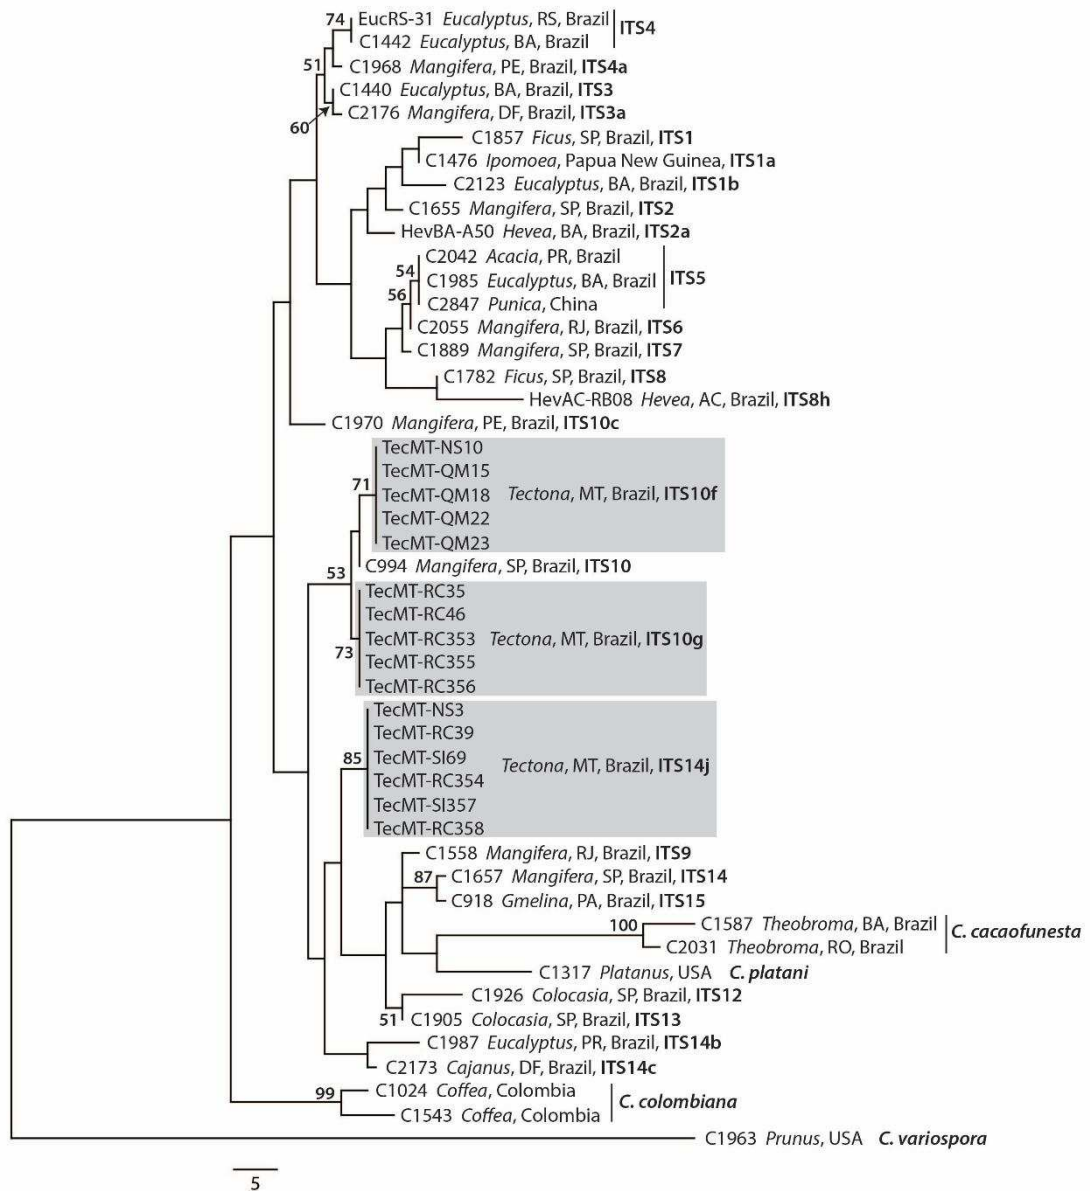 74
EucRS-31 Eucalyptus, RS, Brazil
C1442 Eucalyptus, BA, Brazil
ITS4
51
C1968 Mangifera, PE, Brazil, ITS4a
C1440 Eucalyptus, BA, Brazil, ITS3
C2176 Mangifera, DF, Brazil, ITS3a
60
C1857 Ficus, SP, Brazil, ITS1
C1476 Ipomoea, Papua New Guinea, ITS1a
C2123 Eucalyptus, BA, Brazil, ITS1b
C1655 Mangifera, SP, Brazil, ITS2
HevBA-A50 Hevea, BA, Brazil, ITS2a
C2042 Acacia, PR, Brazil
54
C1985 Eucalyptus, BA, Brazil
ITS5
56
C2847 Punica, China
C2055 Mangifera, RJ, Brazil, ITS6
C1889 Mangifera, SP, Brazil, ITS7
C1782 Ficus, SP, Brazil, ITS8
HevAC-RB08 Hevea, AC, Brazil, ITS8h
C1970 Mangifera, PE, Brazil, ITS10c
TecMT-NS10
TecMT-QM15
71
TecMT-QM18 Tectona, MT, Brazil, ITS10f
TecMT-QM22
TecMT-QM23
C994 Mangifera, SP, Brazil, ITS10
53
TecMT-RC35
TecMT-RC46
TecMT-RC353 Tectona, MT, Brazil, ITS10g
73
TecMT-RC355
TecMT-RC356
TecMT-NS3
TecMT-RC39
85
TecMT-SI69 Tectona, MT, Brazil, ITS14j
TecMT-RC354
TecMT-SI357
TecMT-RC358
C1558 Mangifera, RJ, Brazil, ITS9
87
C1657 Mangifera, SP, Brazil, ITS14
C918 Gmelina, PA, Brazil, ITS15
100
C1587 Theobroma, BA, Brazil
C2031 Theobroma, RO, Brazil
C. cacaofunesta
C1317 Platanus, USA C. platani
C1926 Colocasia, SP, Brazil, ITS12
51
C1905 Colocasia, SP, Brazil, ITS13
C1987 Eucalyptus, PR, Brazil, ITS14b
C2173 Cajanus, DF, Brazil, ITS14c
99
C1024 Coffea, Colombia
C1543 Coffea, Colombia
C. colombiana
C1963 Prunus, USA C. variospora
5